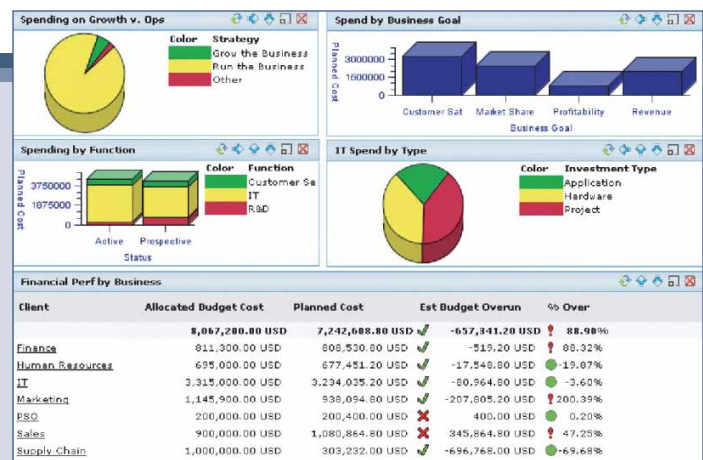 Spending on Growth v. Ops
Color Strategy
Grow the Business
Run the Business
Other
Spend by Business Goal
Planned Cost
3000000
1500000
0
Customer Sat Market Share Profitability Revenue
Business Goal
Spending by Function
Planned Cost
3750000
1875000
0
Active Prospective
Status
Color Function
Customer Se
IT
R&D
IT Spend by Type
Color Investment Type
Application
Hardware
Project
Financial Perf by Business
Client Allocated Budget Cost Planned Cost Est Budget Overun % Over
8,067,200.00 USD 7,242,608.80 USD -657,341.20 USD 88.90%
Finance 811,300.00 USD 808,530.80 USD -519.20 USD 88.32%
Human Resources 695,000.00 USD 677,451.20 USD -17,548.80 USD -19.87%
IT 3,315,000.00 USD 3,234,035.20 USD -80,964.80 USD -3.60%
Marketing 1,145,900.00 USD 938,094.80 USD -207,805.20 USD 200.39%
PSO 200,000.00 USD 200,400.00 USD 400.00 USD 0.20%
Sales 900,000.00 USD 1,080,864.80 USD 345,864.80 USD 47.25%
Supply Chain 1,000,000.00 USD 303,232.00 USD -696,768.00 USD -69.68%